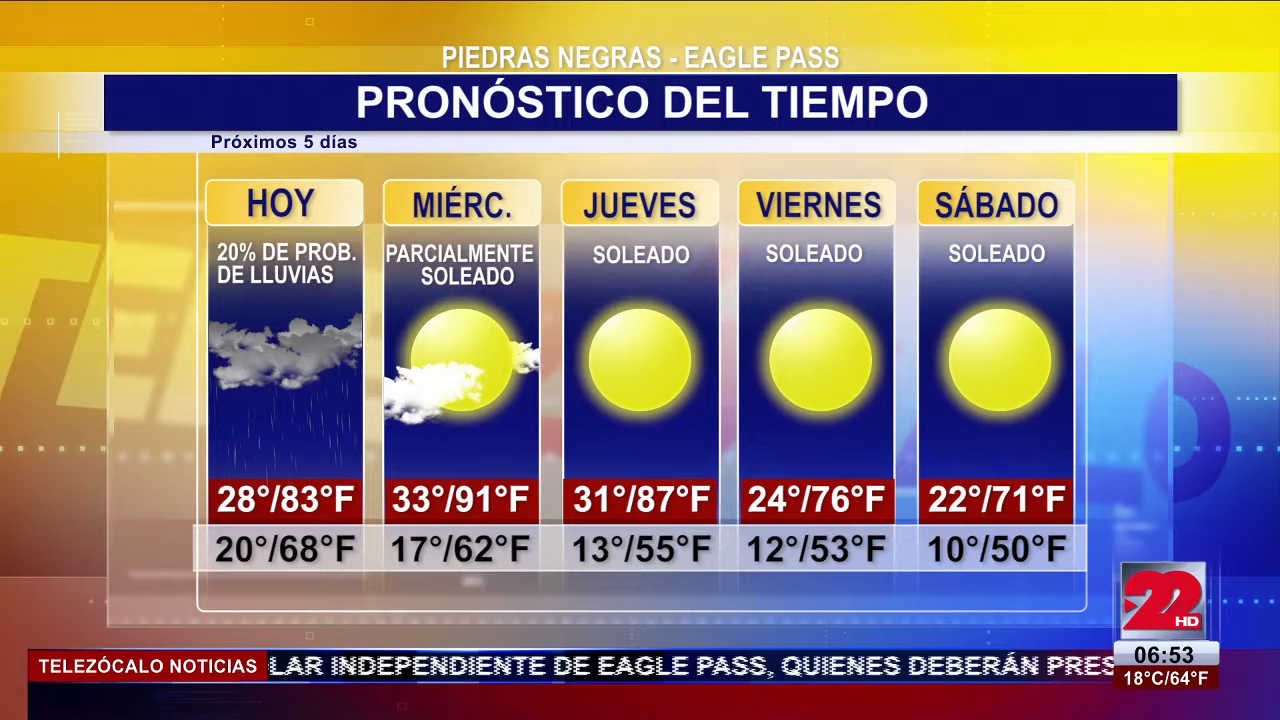 PIEDRAS NEGRAS - EAGLE PASS
PRONÓSTICO DEL TIEMPO
Próximos 5 días
HOY
20% DE PROB.
DE LLUVIAS
28°/83°F
20°/68°F
MIÉRC.
PARCIALMENTE
SOLEADO
33°/91°F
17°/62°F
JUEVES
SOLEADO
31°/87°F
13°/55°F
VIERNES
SOLEADO
24°/76°F
12°/53°F
SÁBADO
SOLEADO
22°/71°F
10°/50°F
22
HD
06:53
18°C/64°F
TELEZÓCALO NOTICIAS
LAR INDEPENDIENTE DE EAGLE PASS, QUIENES DEBERÁN PRES